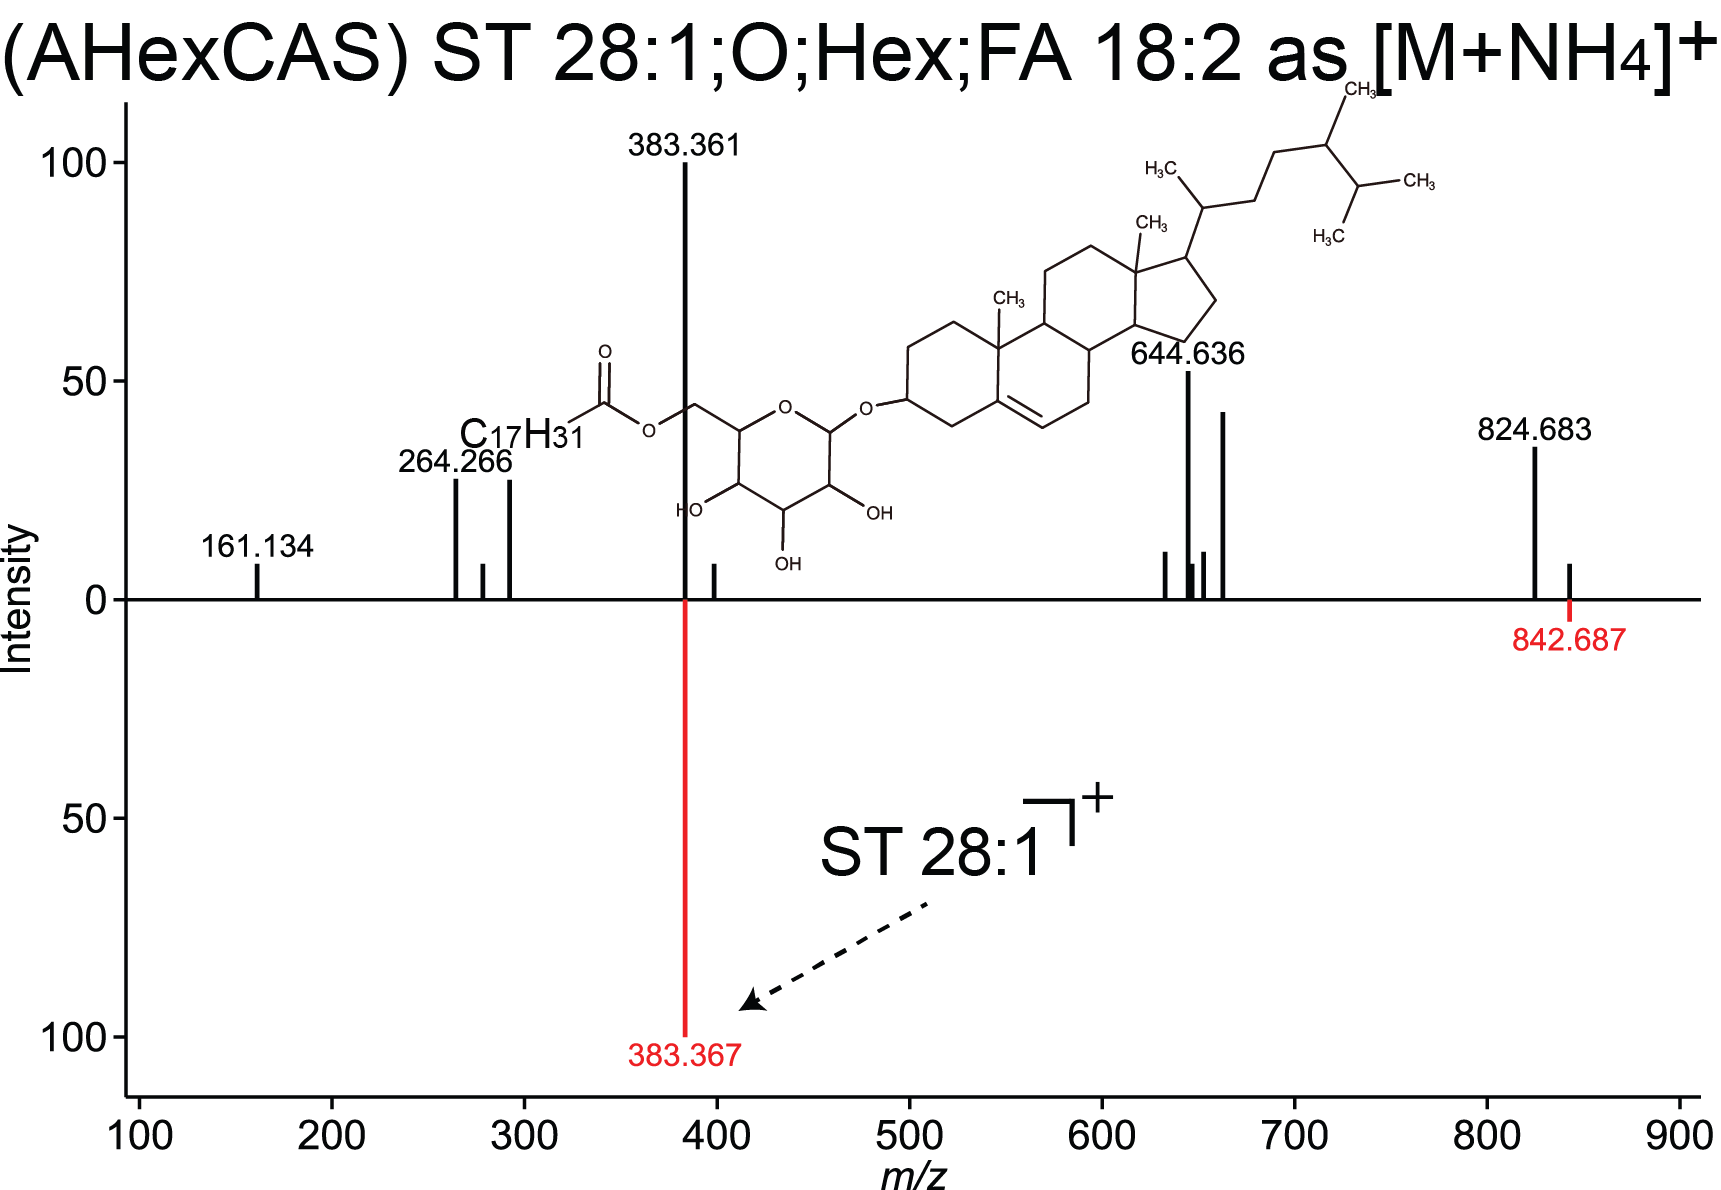 (AHexCAS) ST 28:1;O;Hex;FA 18:2 as [M+NH4]+
CH3
383.361
100
H3C
CH3
CH3
H3C
CH3
O
644.636
50
O
O
O
C17H31
824.683
264.266
HO
OH
161.134
OH
0
Intensity
842.687
50
ST 28:1
+
100
383.367
100 200 300 400 500 600 700 800 900
m/z